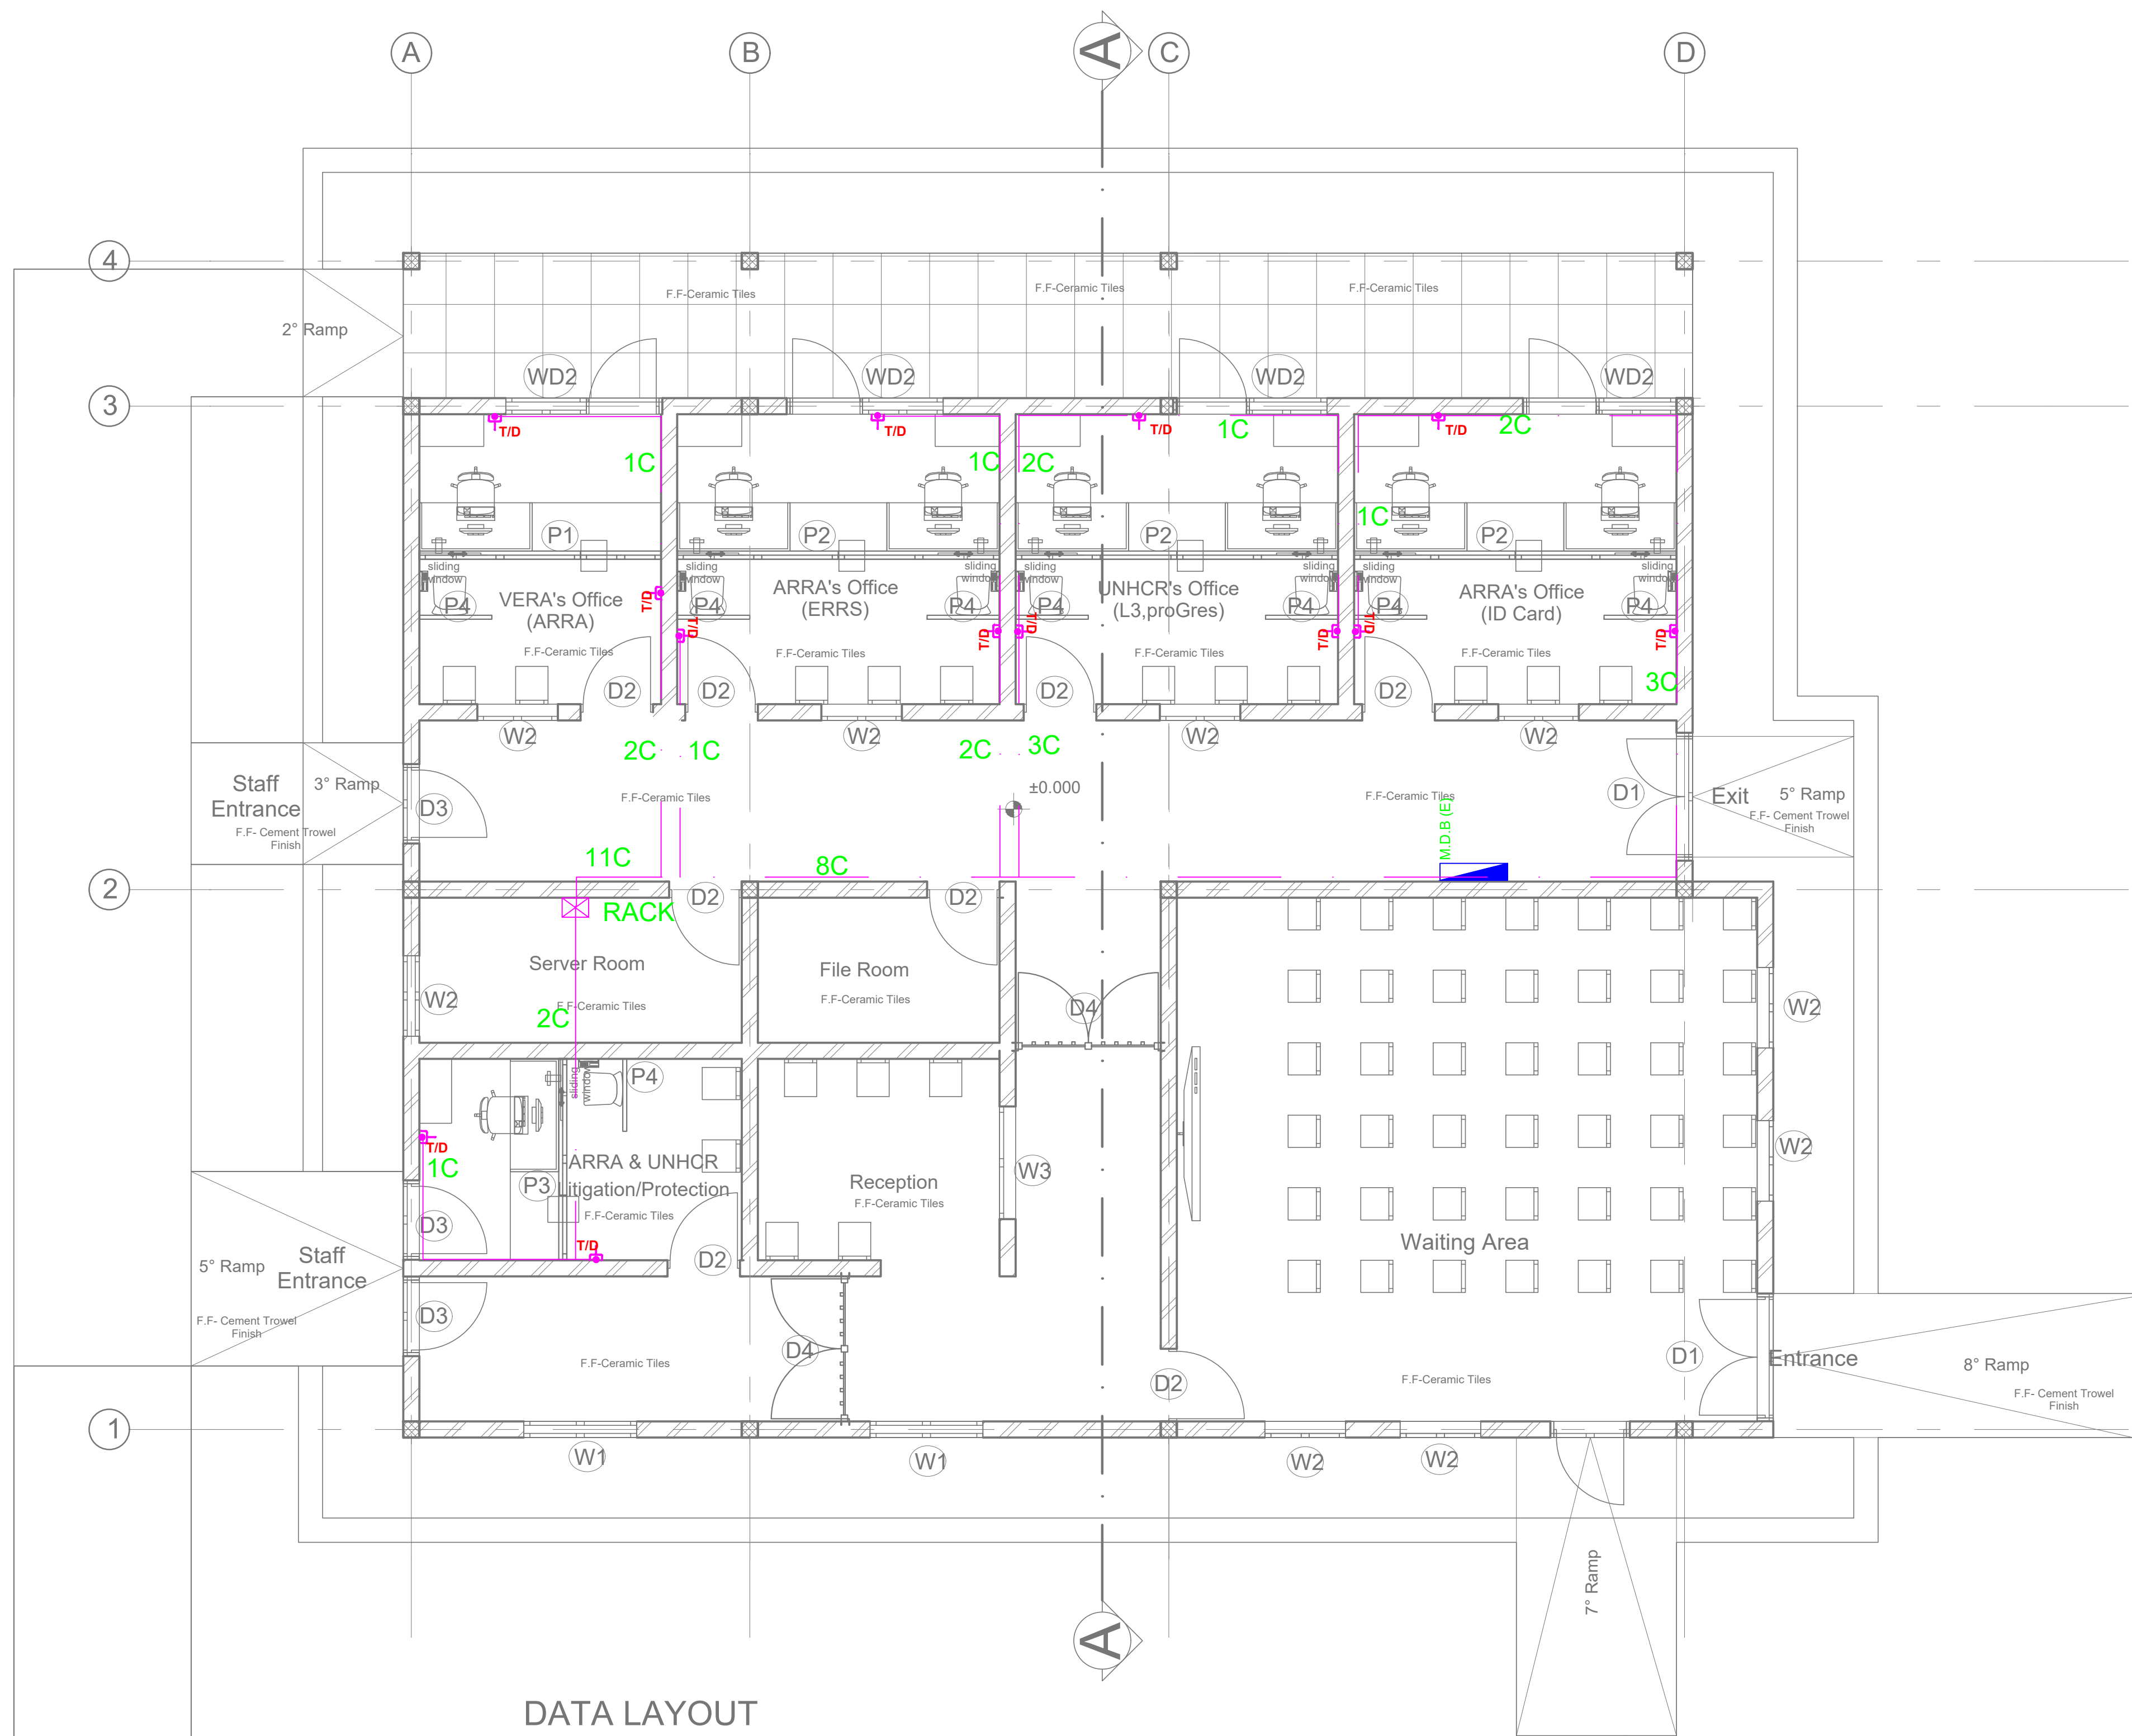 A
B
A
C
D
4
F.F-Ceramic Tiles
F.F-Ceramic Tiles
F.F-Ceramic Tiles
2° Ramp
WD2
WD2
WD2
WD2
3
T/D
T/D
T/D
T/D
1C
2C
1C
1C
2C
1C
P1
P2
P2
P2
sliding
window
sliding
window
sliding
window
sliding
window
sliding
window
sliding
window
sliding
window
P4
VERA's Office
(ARRA)
T/D
P4
ARRA's Office
(ERRS)
P4
P4
UNHCR's Office
(L3,proGres)
P4
P4
ARRA's Office
(ID Card)
P4
T/D
T/D
T/D
T/D
T/D
T/D
F.F-Ceramic Tiles
F.F-Ceramic Tiles
F.F-Ceramic Tiles
F.F-Ceramic Tiles
3C
D2
D2
D2
D2
W2
W2
W2
W2
2C
1C
2C
3C
Staff
Entrance
3° Ramp
F.F- Cement Trowel
Finish
D3
F.F-Ceramic Tiles
±0.000
F.F-Ceramic Tiles
M.D.B (E)
D1
Exit
5° Ramp
F.F- Cement Trowel
Finish
11C
8C
2
D2
D2
RACK
Server Room
File Room
W2
F.F-Ceramic Tiles
F.F-Ceramic Tiles
2C
D4
W2
sliding
window
P4
T/D
1C
ARRA & UNHCR
Litigation/Protection
P3
F.F-Ceramic Tiles
Reception
F.F-Ceramic Tiles
W3
W2
D3
T/D
D2
Waiting Area
5° Ramp
Staff
Entrance
F.F- Cement Trowel
Finish
D3
D4
F.F-Ceramic Tiles
D2
F.F-Ceramic Tiles
D1
Entrance
8° Ramp
F.F- Cement Trowel
Finish
1
W1
W1
W2
W2
7° Ramp
A
DATA LAYOUT